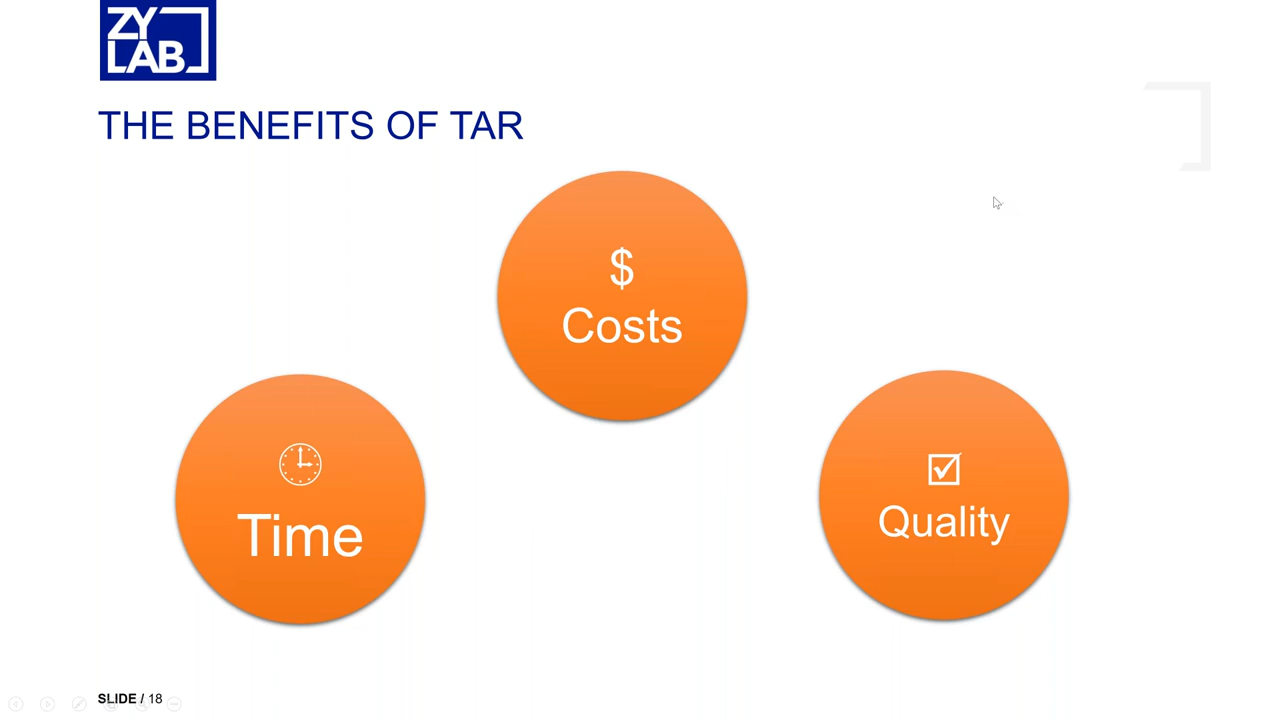 ZY
LAB
THE BENEFITS OF TAR
$
Costs
Time
Quality
SLIDE / 18